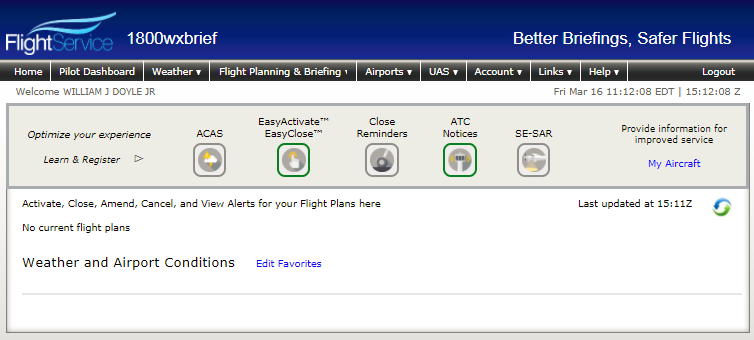 FlightService 1800wxbrief Better Briefings, Safer Flights
Home Pilot Dashboard Weather ▾ Flight Planning & Briefing ▾ Airports ▾ UAS ▾ Account ▾ Links ▾ Help ▾ Logout
Welcome WILLIAM J DOYLE JR Fri Mar 16 11:12:08 EDT | 15:12:08 Z
Optimize your experience
Learn & Register
ACAS
EasyActivate™
EasyClose™
Close
Reminders
ATC
Notices
SE-SAR
Provide information for
improved service
My Aircraft
Activate, Close, Amend, Cancel, and View Alerts for your Flight Plans here Last updated at 15:11Z
No current flight plans
Weather and Airport Conditions Edit Favorites